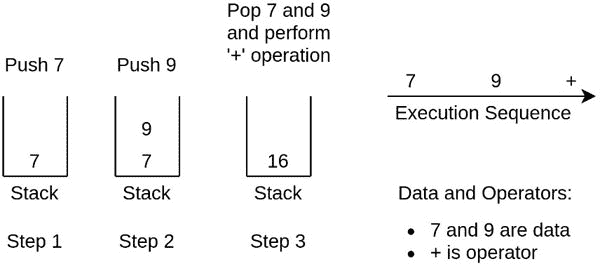 Push 7
7
Stack
Step 1
Push 9
9
7
Stack
Step 2
Pop 7 and 9
and perform
'+' operation
16
Stack
Step 3
7 9 +
Execution Sequence
Data and Operators:
• 7 and 9 are data
• + is operator